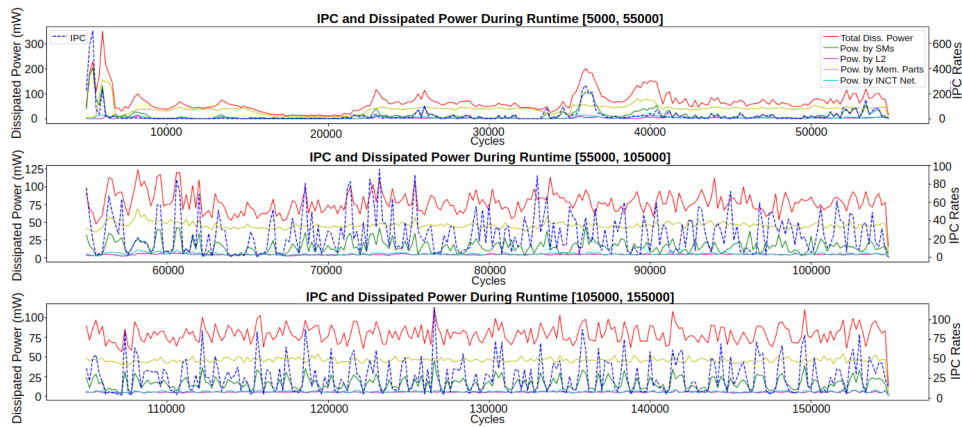 IPC and Dissipated Power During Runtime [5000, 55000]
Dissipated Power (mW)
300
200
100
0
IPC
Total Diss. Power
Pow. by SMs
Pow. by L2
Pow. by Mem. Parts
Pow. by INCT Net.
600
400
200
0
IPC Rates
10000 20000 30000 40000 50000
Cycles
IPC and Dissipated Power During Runtime [55000, 105000]
Dissipated Power (mW)
125
100
75
50
25
0
100
80
60
40
20
0
IPC Rates
60000 70000 80000 90000 100000
Cycles
IPC and Dissipated Power During Runtime [105000, 155000]
Dissipated Power (mW)
100
75
50
25
0
100
75
50
25
0
IPC Rates
110000 120000 130000 140000 150000
Cycles